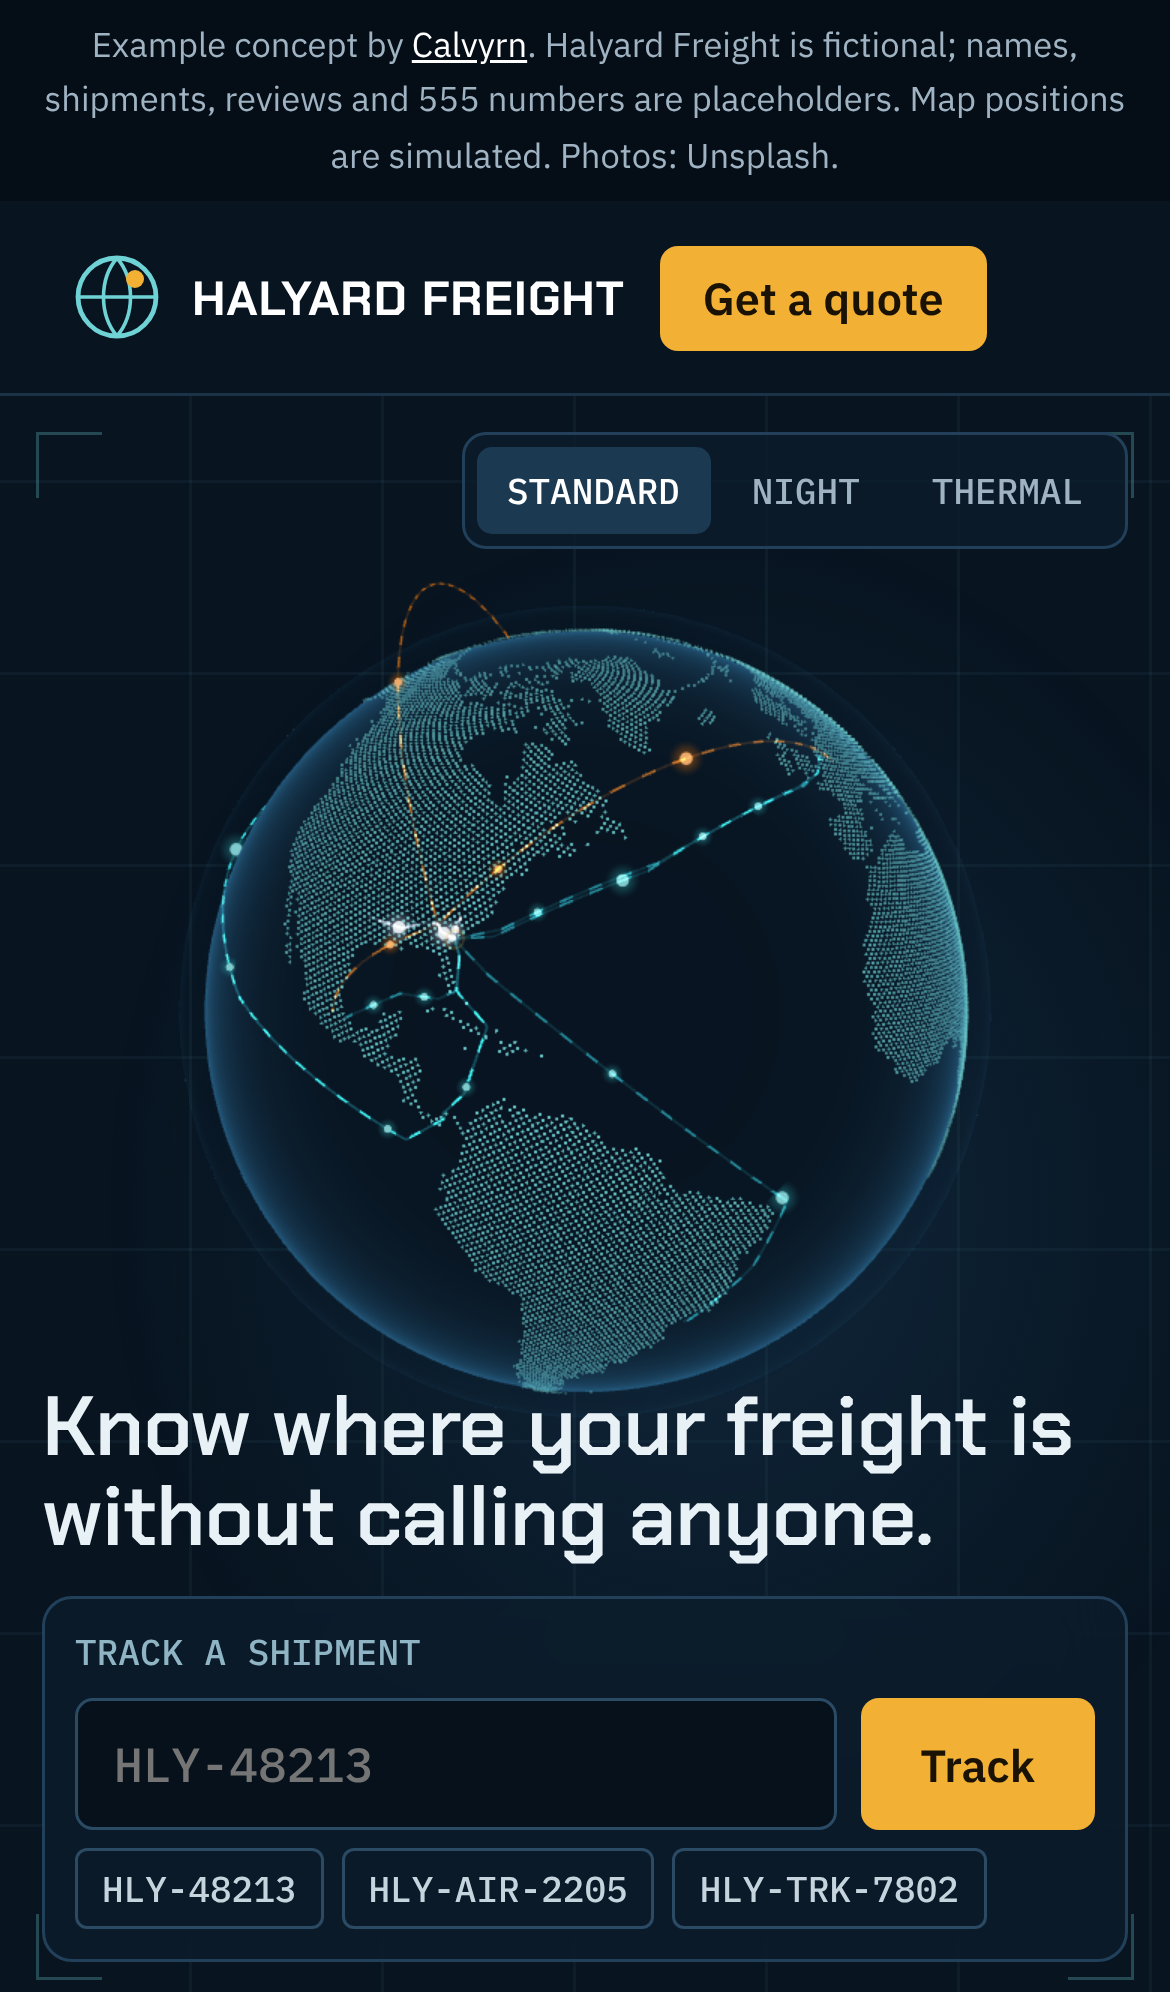 Example concept by Calvyrn. Halyard Freight is fictional; names,
shipments, reviews and 555 numbers are placeholders. Map positions
are simulated. Photos: Unsplash.
HALYARD FREIGHT
Get a quote
STANDARD
NIGHT
THERMAL
Know where your freight is
without calling anyone.
TRACK A SHIPMENT
HLY-48213
Track
HLY-48213
HLY-AIR-2205
HLY-TRK-7802